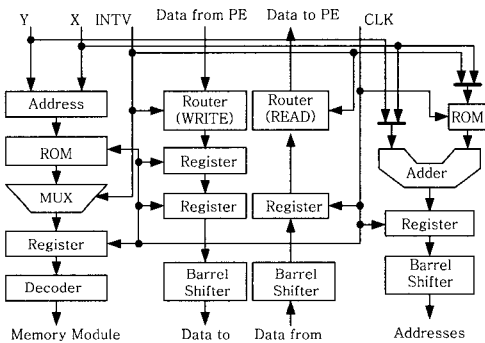 Y X INTV Data from PE Data to PE CLK
Address
Router (WRITE)
Router (READ)
ROM
ROM
Register
Adder
MUX
Register
Register
Register
Register
Decoder
Barrel Shifter
Barrel Shifter
Barrel Shifter
Memory Module
Data to
Data from
Addresses